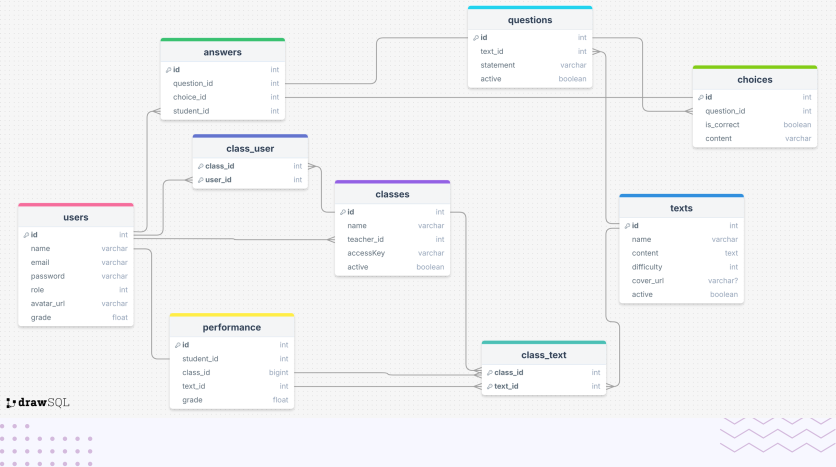 questions
id int
text_id int
statement varchar
active boolean
answers
id int
question_id int
choice_id int
student_id int
choices
id int
question_id int
is_correct boolean
content varchar
class_user
class_id int
user_id int
classes
id int
name varchar
teacher_id int
accessKey varchar
active boolean
texts
id int
name varchar
content text
difficulty int
cover_url varchar?
active boolean
users
id int
name varchar
email varchar
password varchar
role int
avatar_url varchar
grade float
performance
id int
student_id int
class_id bigint
text_id int
grade float
class_text
class_id int
text_id int
drawSQL